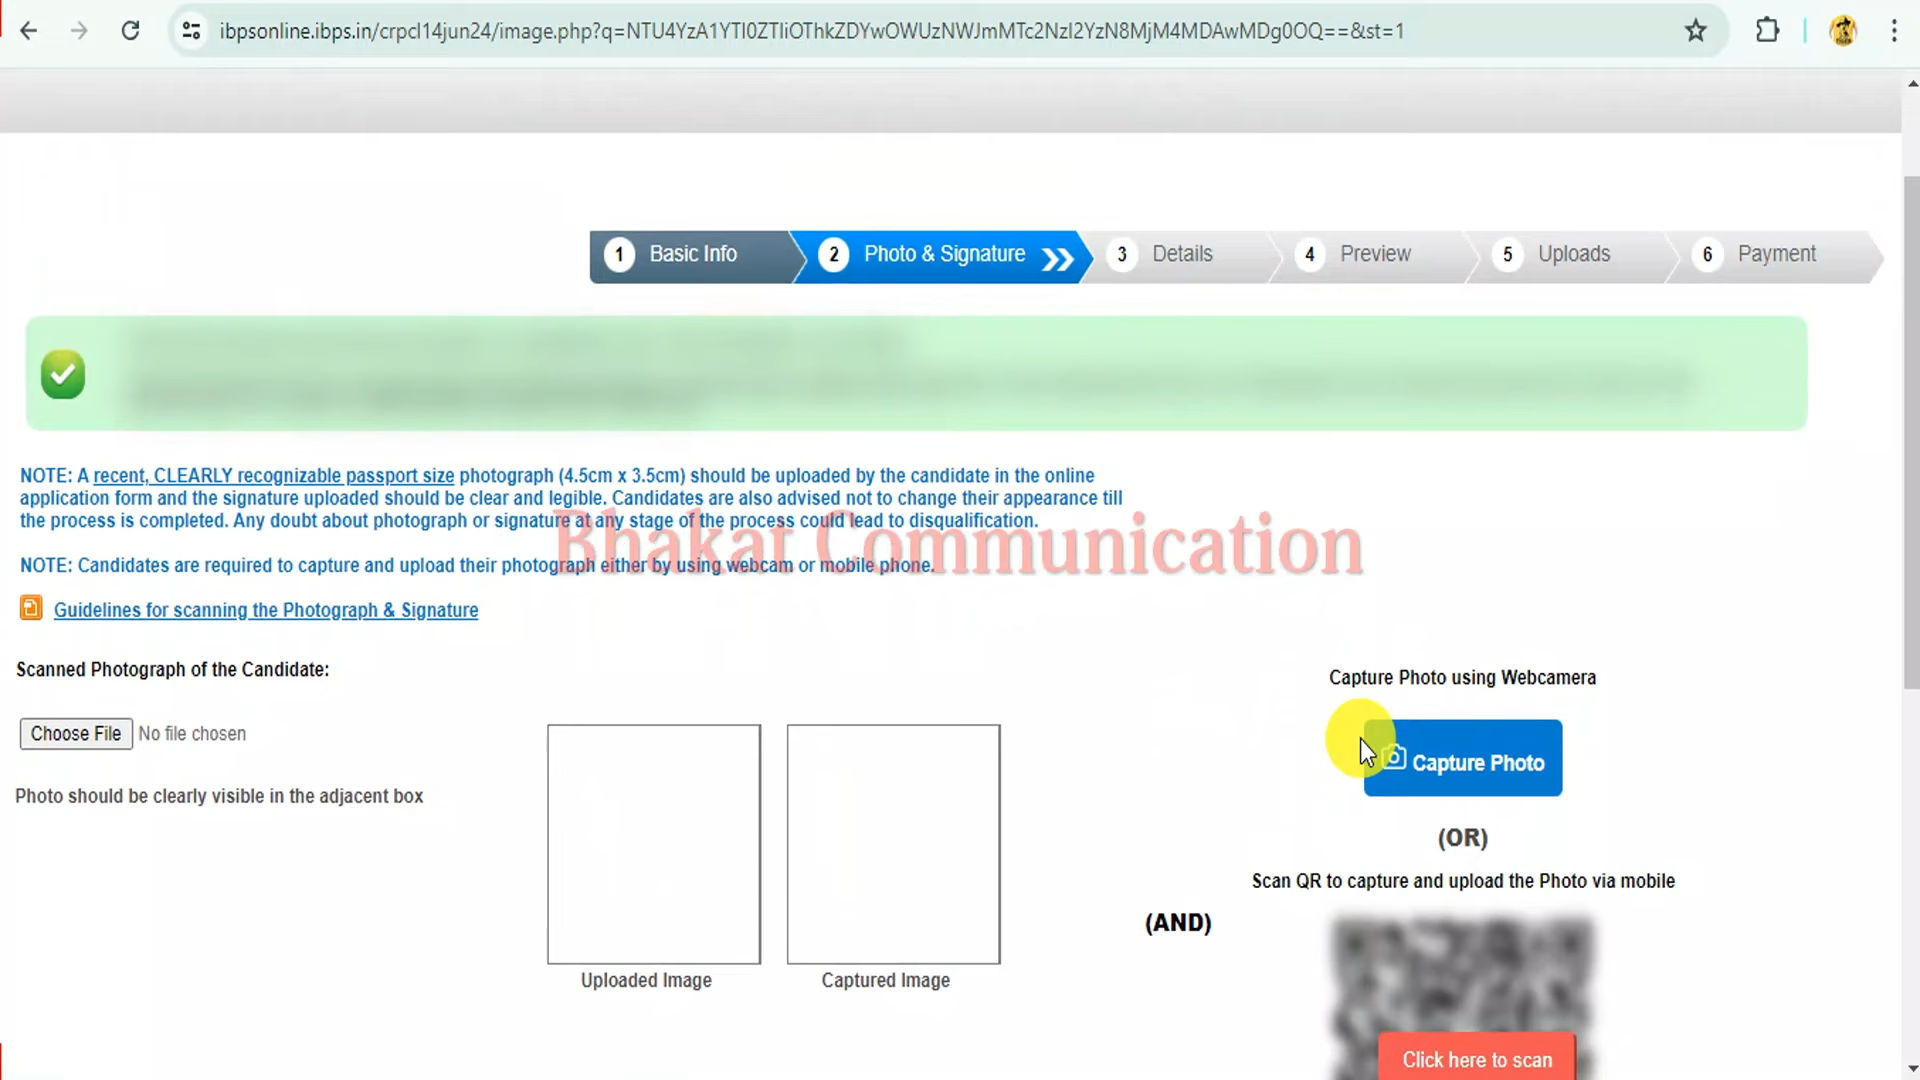 ibpsonline.ibps.in/crpcl14jun24/image.php?q=NTU4YzA1YTI0ZTIiOThkZDYwOWUzNWJmMTc2NzI2YzN8MjM4MDAwMDg0OQ==&st=1
1 Basic Info
2 Photo & Signature
3 Details
4 Preview
5 Uploads
6 Payment
NOTE: A recent, CLEARLY recognizable passport size photograph (4.5cm x 3.5cm) should be uploaded by the candidate in the online
application form and the signature uploaded should be clear and legible. Candidates are also advised not to change their appearance till
the process is completed. Any doubt about photograph or signature at any stage of the process could lead to disqualification.
Bhakat Communication
NOTE: Candidates are required to capture and upload their photograph either by using webcam or mobile phone.
Guidelines for scanning the Photograph & Signature
Scanned Photograph of the Candidate:
Choose File No file chosen
Photo should be clearly visible in the adjacent box
Uploaded Image
Captured Image
(AND)
Capture Photo using Webcamera
Capture Photo
(OR)
Scan QR to capture and upload the Photo via mobile
Click here to scan